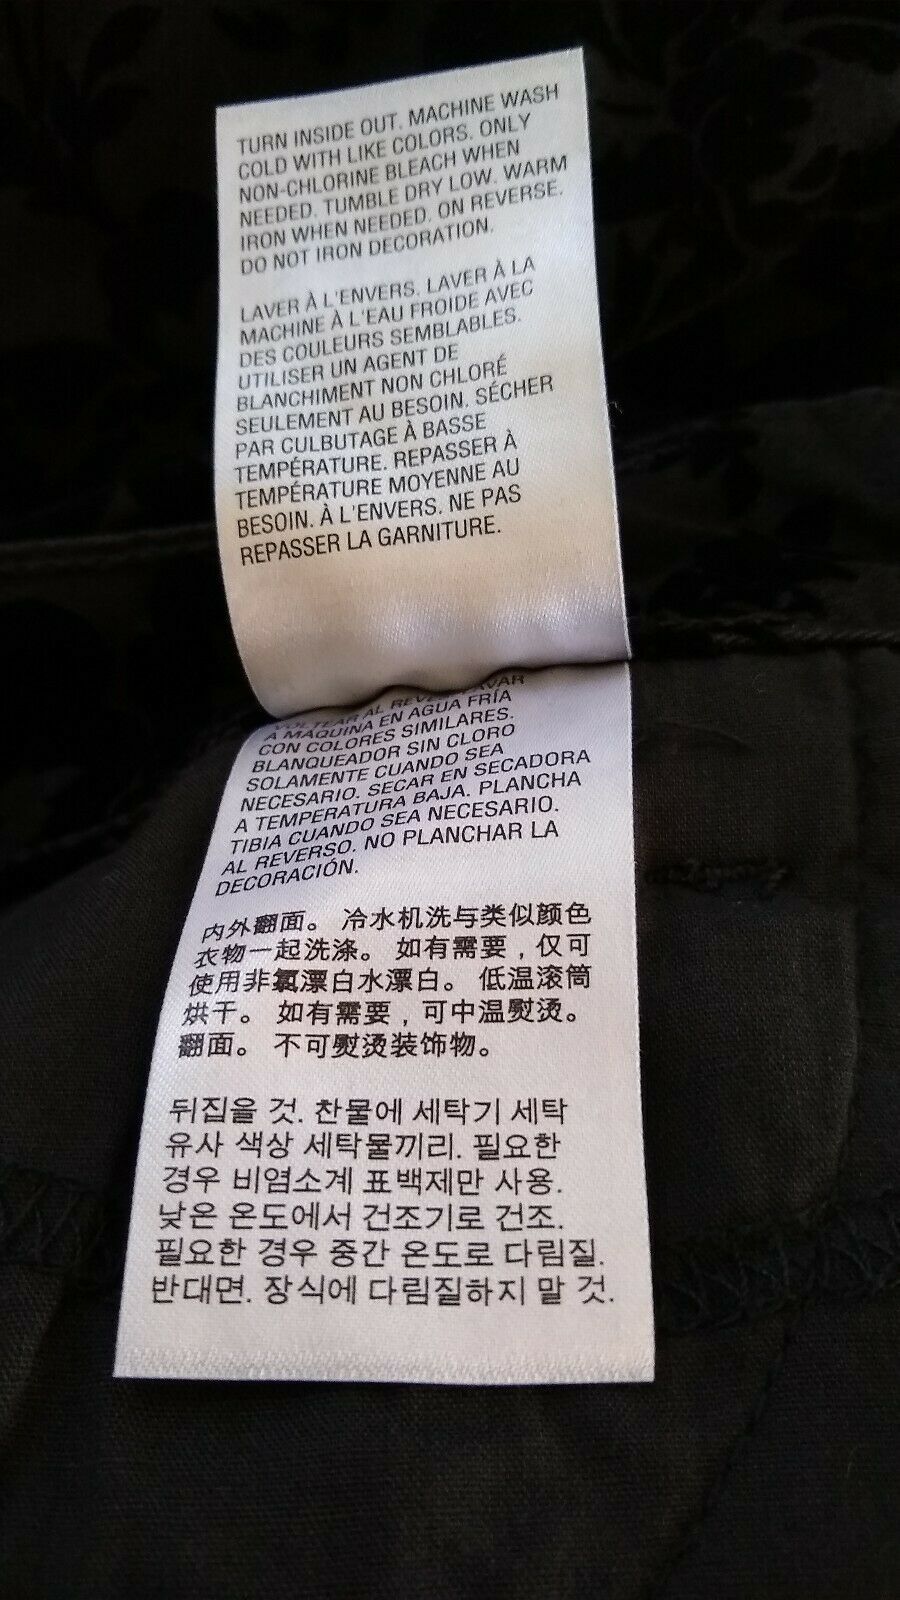 TURN INSIDE OUT. MACHINE WASH
COLD WITH LIKE COLORS. ONLY
NON-CHLORINE BLEACH WHEN
NEEDED. TUMBLE DRY LOW. WARM
IRON WHEN NEEDED. ON REVERSE.
DO NOT IRON DECORATION.
LAVER À L'ENVERS. LAVER À LA
MACHINE À L'EAU FROIDE AVEC
DES COULEURS SEMBLABLES.
UTILISER UN AGENT DE
BLANCHIMENT NON CHLORÉ
SEULEMENT AU BESOIN. SÉCHER
PAR CULBUTAGE À BASSE
TEMPÉRATURE. REPASSER À
TEMPÉRATURE MOYENNE AU
BESOIN. À L'ENVERS. NE PAS
REPASSER LA GARNITURE.
VOLTEAR AL
A MÁQUINA EN AGUA FRÍA
CON COLORES SIMILARES.
BLANQUEADOR SIN CLORO
SOLAMENTE CUANDO SEA
NECESARIO. SECAR EN SECADORA
A TEMPERATURA BAJA. PLANCHA
TIBIA CUANDO SEA NECESARIO.
AL REVERSO. NO PLANCHAR LA
DECORACIÓN.
内外翻面。 冷水机洗与类似颜色
衣物一起洗涤。 如有需要，仅可
使用非氯漂白水漂白。 低温滚筒
烘干。 如有需要，可中温熨烫。
翻面。 不可熨烫装饰物。
뒤집을 것. 찬물에 세탁기 세탁
유사 색상 세탁물끼리. 필요한
경우 비염소계 표백제만 사용.
낮은 온도에서 건조기로 건조.
필요한 경우 중간 온도로 다림질.
반대면. 장식에 다림질하지 말 것.